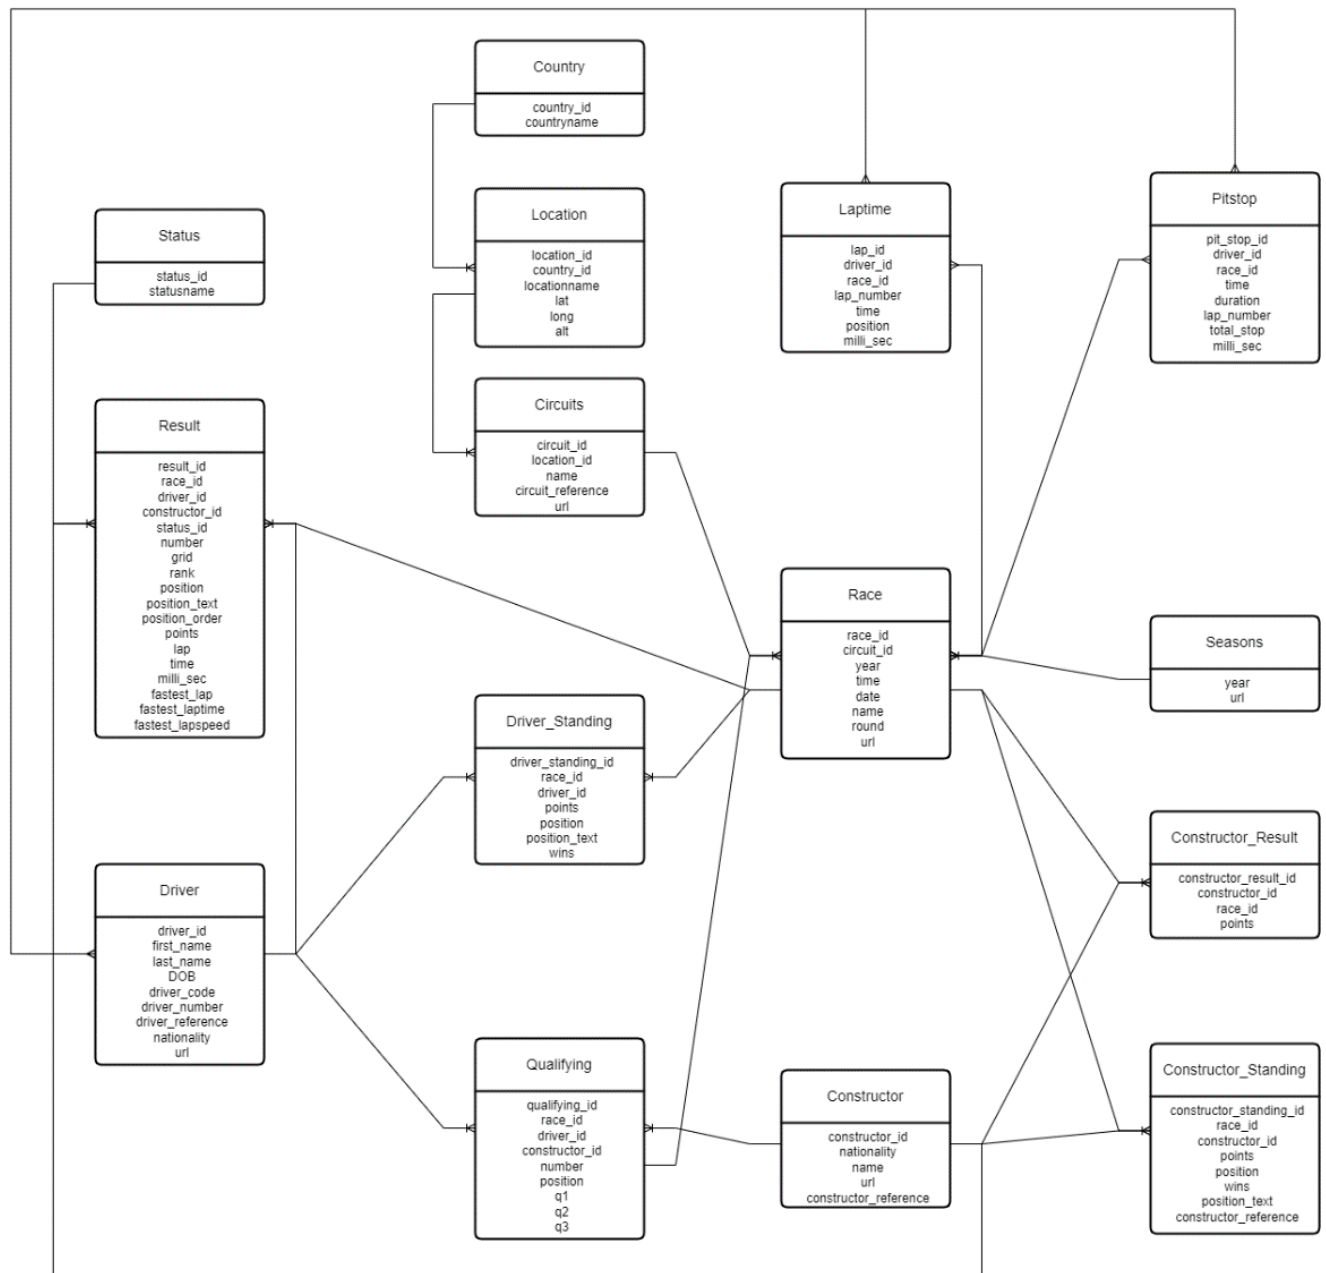 Country
country_id
countryname
Location
location_id
country_id
locationname
lat
long
alt
Laptime
lap_id
driver_id
race_id
lap_number
time
position
milli_sec
Pitstop
pit_stop_id
driver_id
race_id
time
duration
lap_number
total_stop
milli_sec
Status
status_id
statusname
Circuits
circuit_id
location_id
name
circuit_reference
url
Result
result_id
race_id
driver_id
constructor_id
status_id
number
grid
rank
position
position_text
position_order
points
lap
time
milli_sec
fastest_lap
fastest_laptime
fastest_lapspeed
Race
race_id
circuit_id
year
time
date
name
round
url
Seasons
year
url
Driver_Standing
driver_standing_id
race_id
driver_id
points
position
position_text
wins
Constructor_Result
constructor_result_id
constructor_id
race_id
points
Driver
driver_id
first_name
last_name
DOB
driver_code
driver_number
driver_reference
nationality
url
Qualifying
qualifying_id
race_id
driver_id
constructor_id
number
position
q1
q2
q3
Constructor
constructor_id
nationality
name
url
constructor_reference
Constructor_Standing
constructor_standing_id
race_id
constructor_id
points
position
wins
position_text
constructor_reference